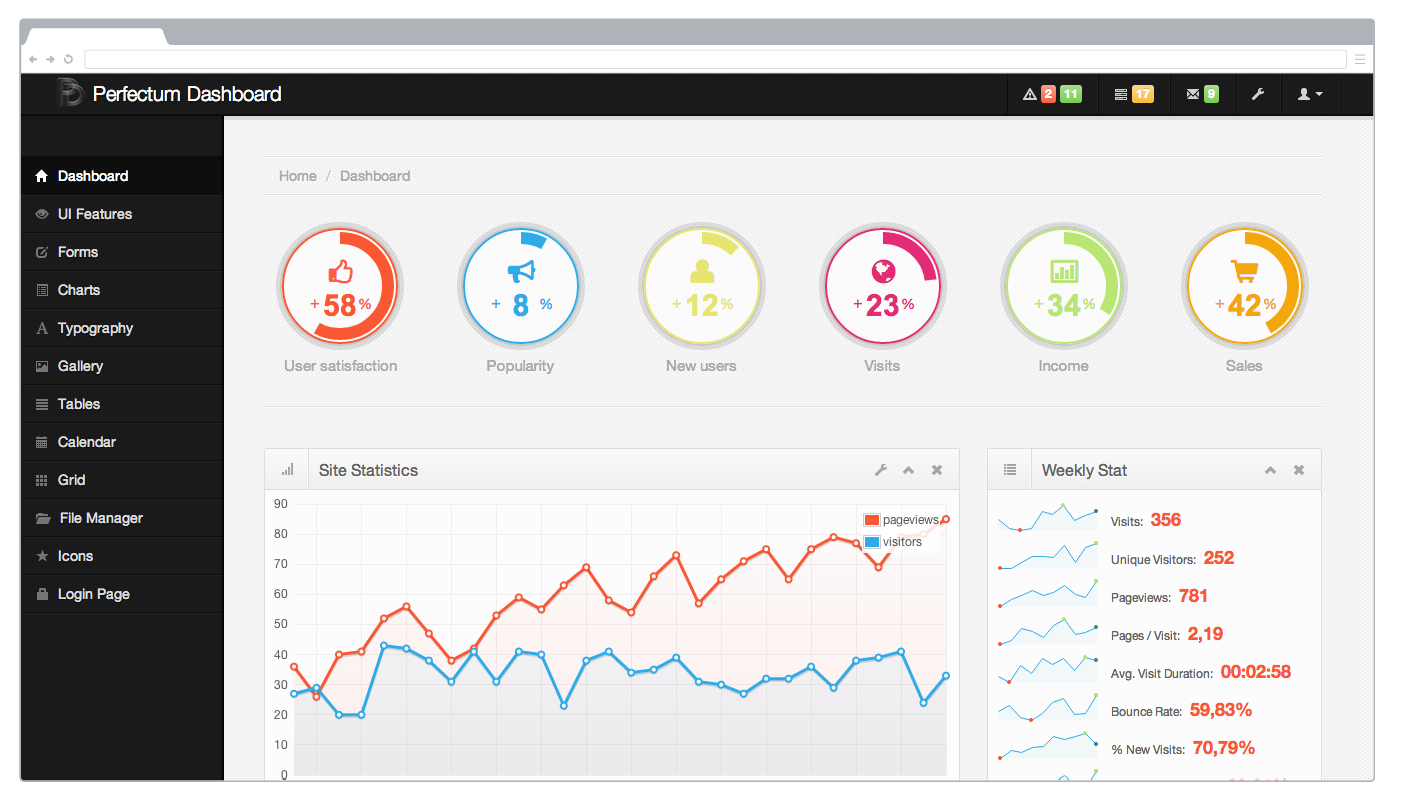 Perfectum Dashboard
2 11
17
9
Dashboard
UI Features
Forms
Charts
Typography
Gallery
Tables
Calendar
Grid
File Manager
Icons
Login Page
Home / Dashboard
+58%
User satisfaction
+ 8 %
Popularity
+12%
New users
+23%
Visits
+34%
Income
+42%
Sales
Site Statistics
90
80
70
60
50
40
30
20
10
0
pageviews
visitors
Weekly Stat
Visits: 356
Unique Visitors: 252
Pageviews: 781
Pages / Visit: 2,19
Avg. Visit Duration: 00:02:58
Bounce Rate: 59,83%
% New Visits: 70,79%